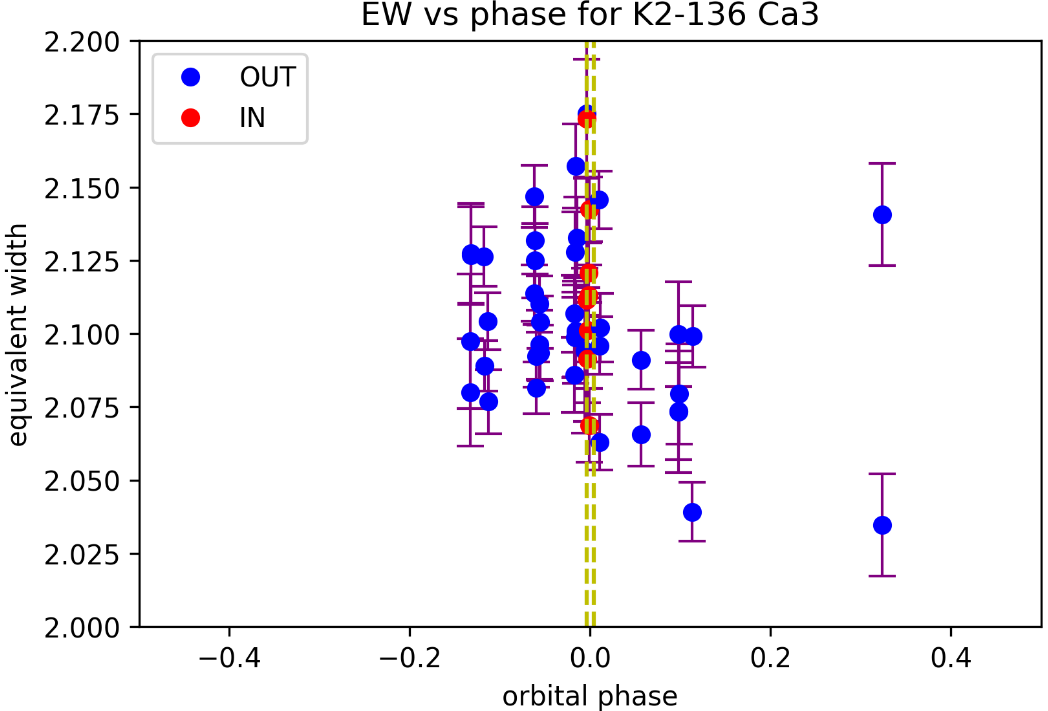 EW vs phase for K2-136 Ca3
OUT
IN
equivalent width
2.200
2.175
2.150
2.125
2.100
2.075
2.050
2.025
2.000
−0.4 −0.2 0.0 0.2 0.4
orbital phase